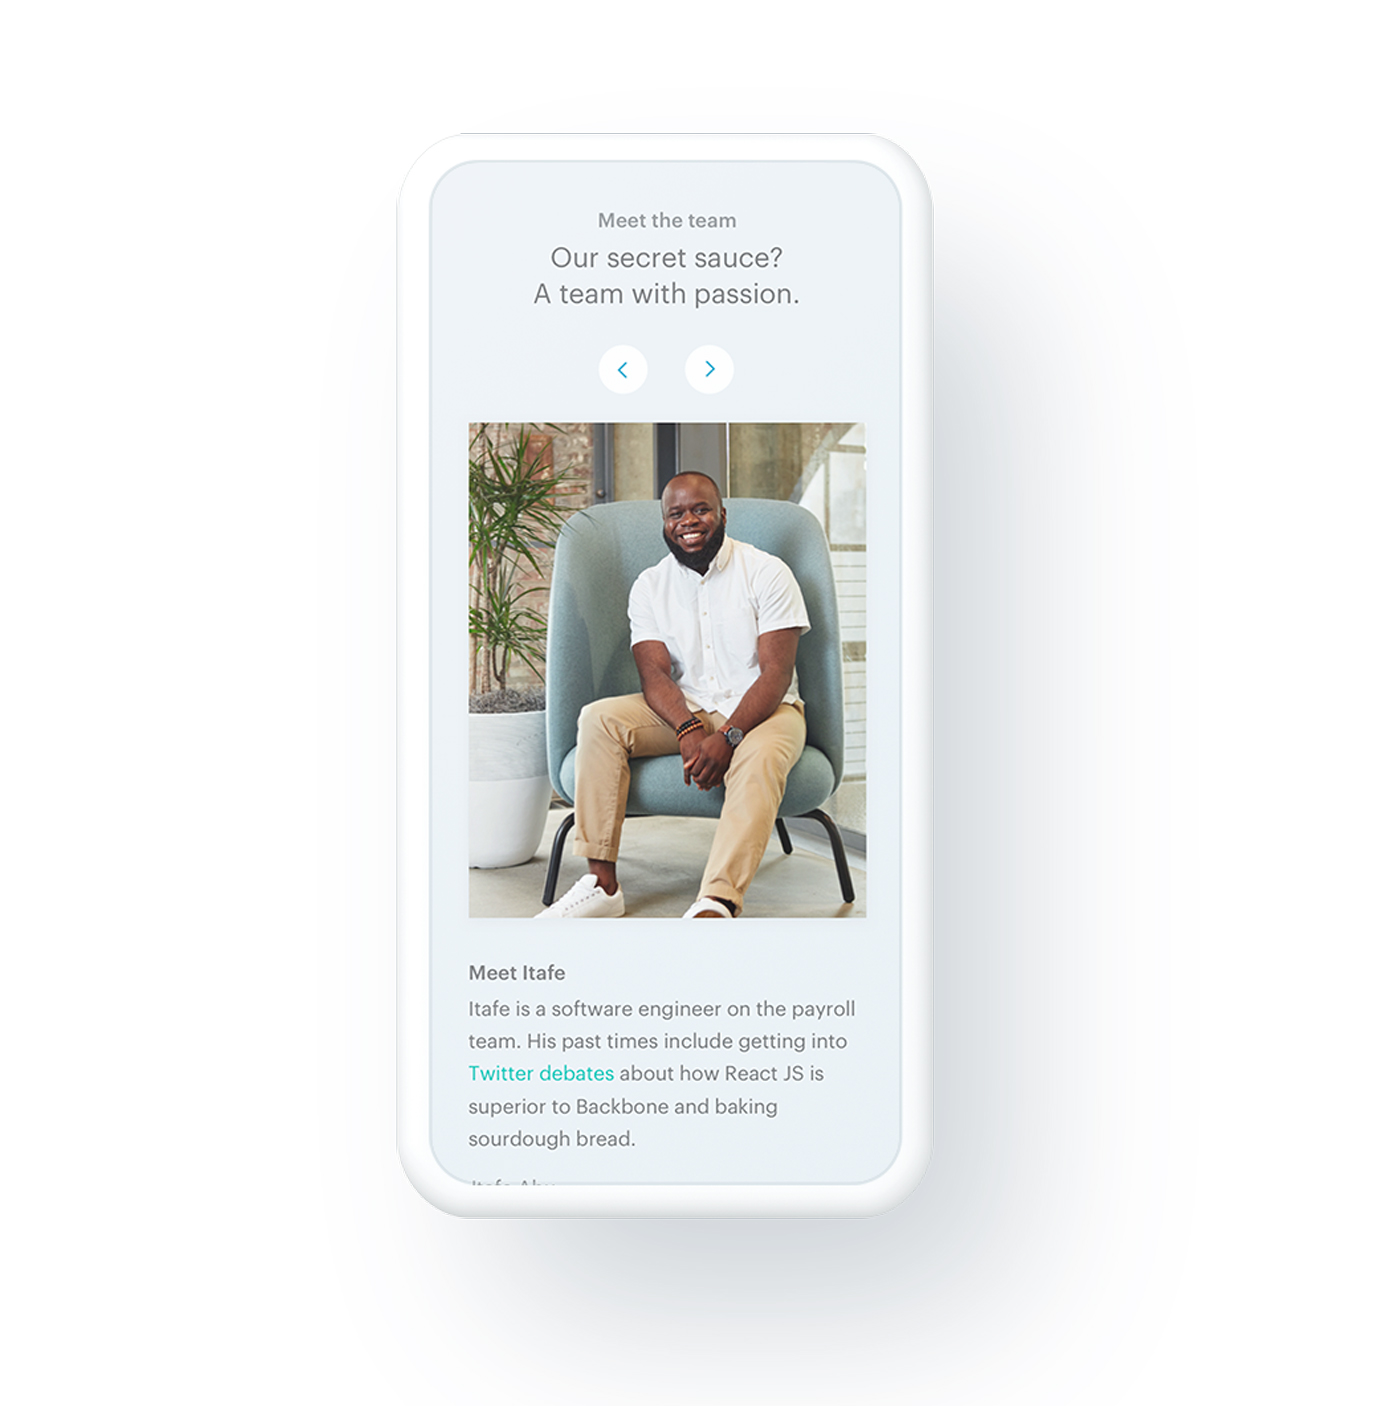 Meet the team
Our secret sauce?
A team with passion.
Meet Itafe
Itafe is a software engineer on the payroll
team. His past times include getting into
Twitter debates about how React JS is
superior to Backbone and baking
sourdough bread.